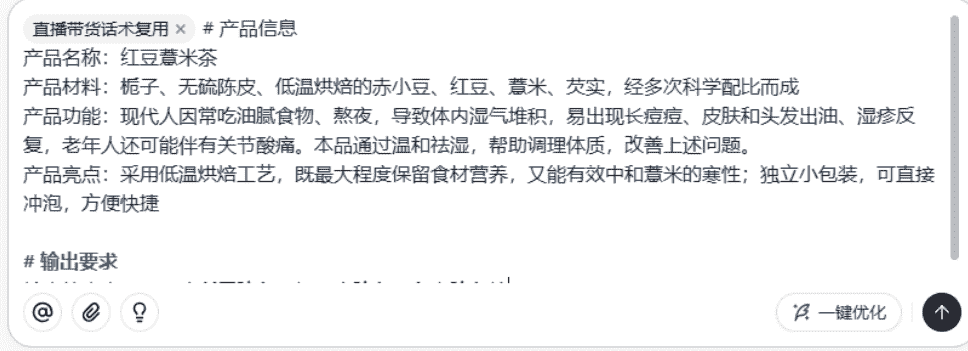 直播带货话术复用 × # 产品信息
产品名称：红豆薏米茶
产品材料：栀子、无硫陈皮、低温烘焙的赤小豆、红豆、薏米、芡实，经多次科学配比而成
产品功能：现代人因常吃油腻食物、熬夜，导致体内湿气堆积，易出现长痘痘、皮肤和头发出油、湿疹反
复，老年人还可能伴有关节酸痛。本品通过温和祛湿，帮助调理体质，改善上述问题。
产品亮点：采用低温烘焙工艺，既最大程度保留食材营养，又能有效中和薏米的寒性；独立小包装，可直接
冲泡，方便快捷
# 输出要求
一键优化